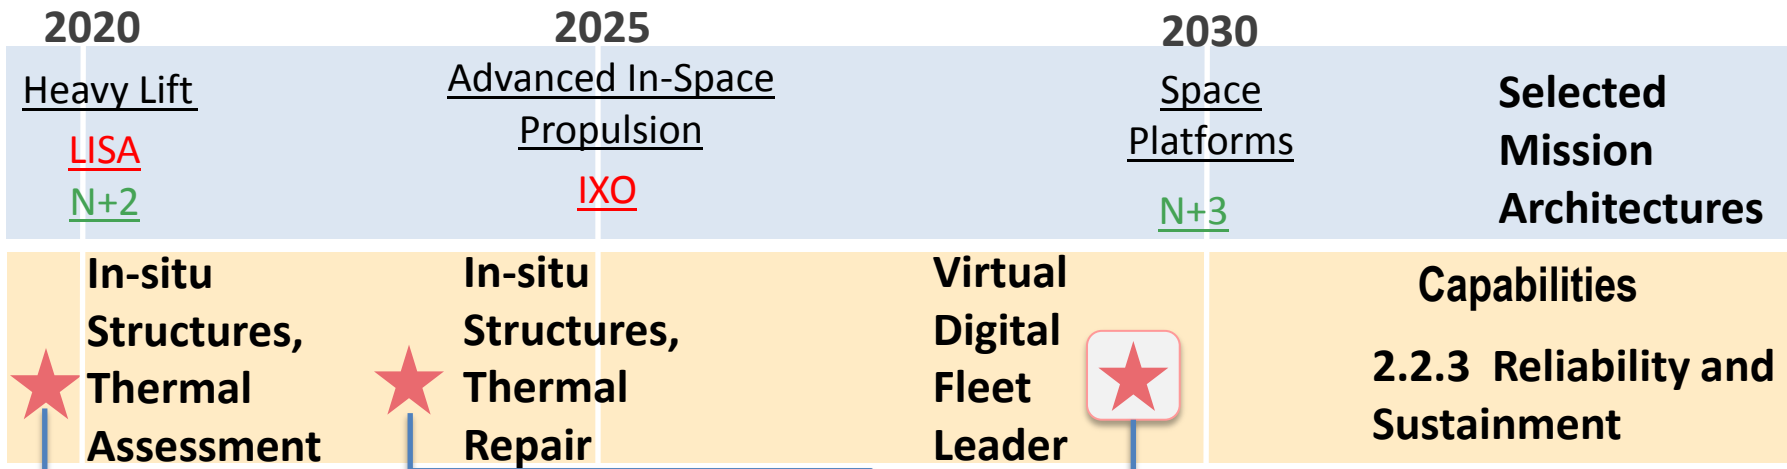 2020
2025
2030
Heavy Lift
LISA
N+2
Advanced In-Space
Propulsion
IXO
Space
Platforms
N+3
Selected
Mission
Architectures
In-situ
Structures,
Thermal
Assessment
In-situ
Structures,
Thermal
Repair
Virtual
Digital
Fleet
Leader
Capabilities
2.2.3 Reliability and
Sustainment